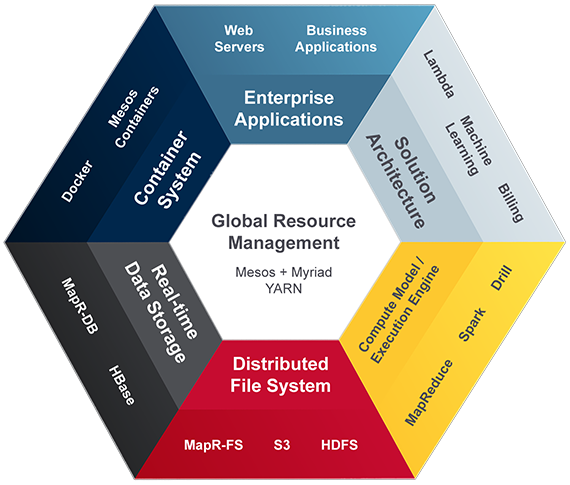 Web
Servers
Business
Applications
Enterprise
Applications
Lambda
Machine
Learning
Billing
Solution
Architecture
Drill
Spark
MapReduce
Compute Model /
Execution Engine
Distributed
File System
MapR-FS
S3
HDFS
Real-time
Data Storage
MapR-DB
HBase
Container
System
Docker
Mesos
Containers
Global Resource
Management
Mesos + Myriad
YARN